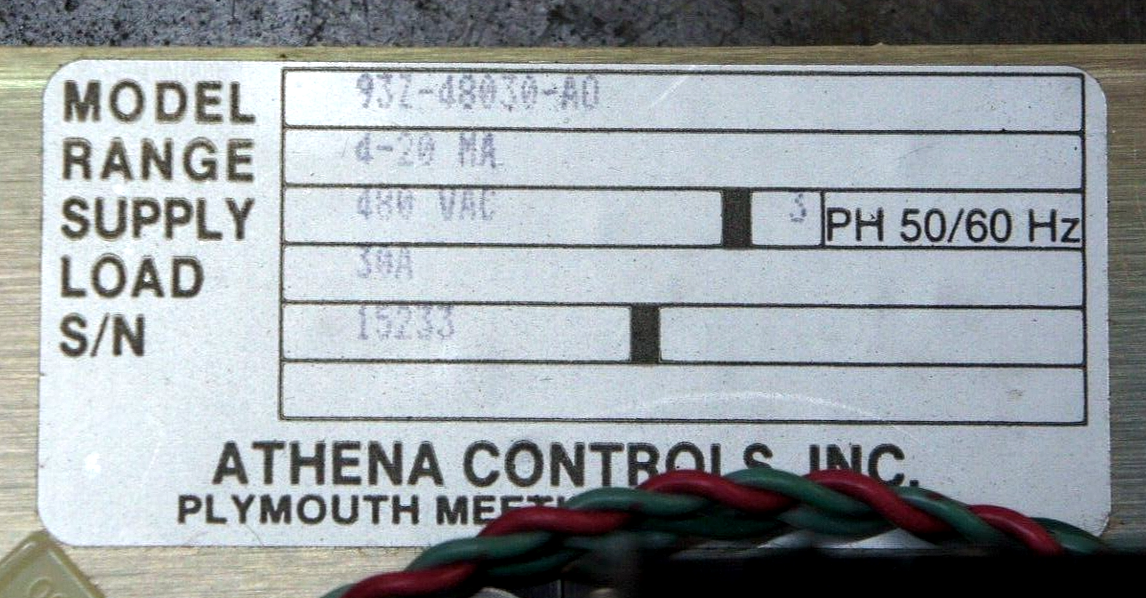 MODEL 93Z-48030-A0
RANGE 4-20 MA
SUPPLY 480 VAC 3 PH 50/60 Hz
LOAD 30A
S/N 15233
ATHENA CONTROLS, INC.
PLYMOUTH